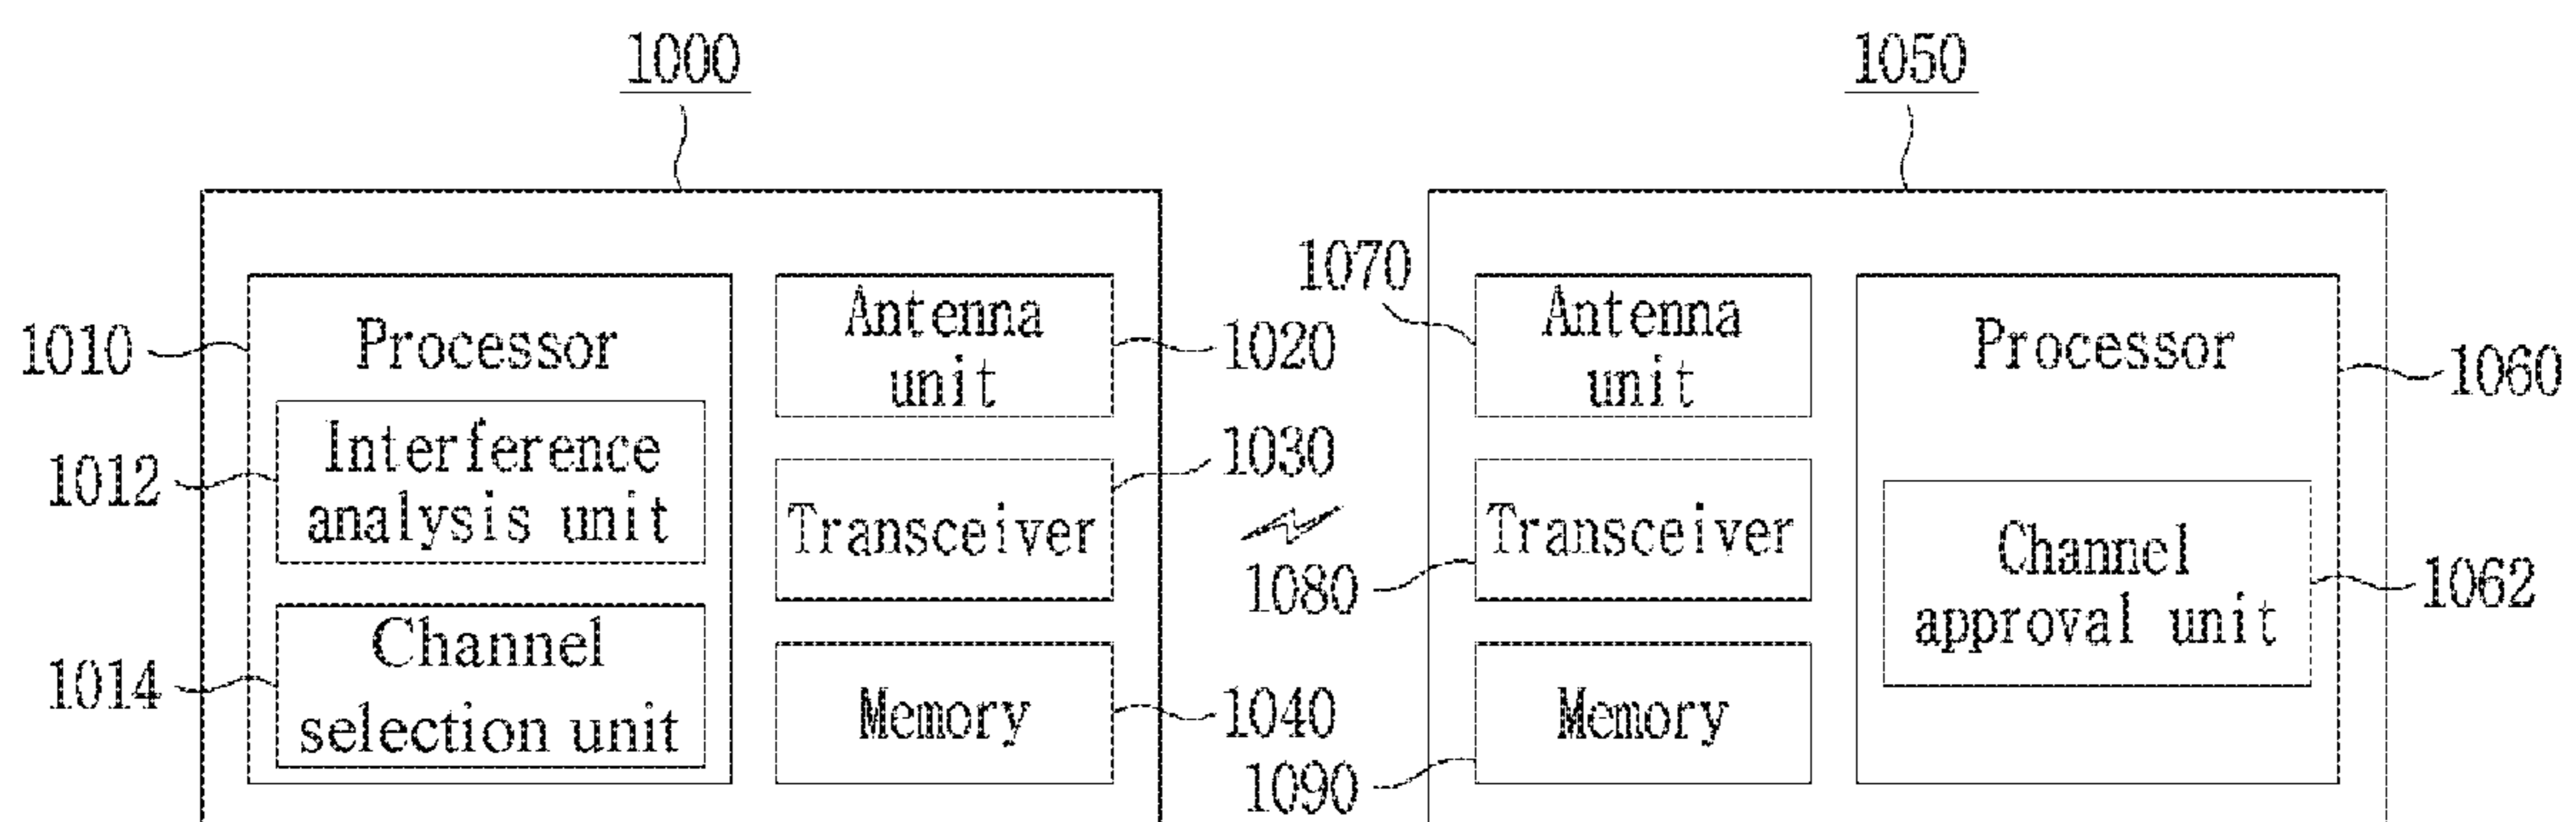 1000
1050
1010
Processor
1012
Interference
analysis unit
1014
Channel
selection unit
Antenna
unit
1020
Transceiver
1030
Memory
1040
1070
Antenna
unit
1080
Transceiver
1090
Memory
Processor
1060
Channel
approval unit
1062